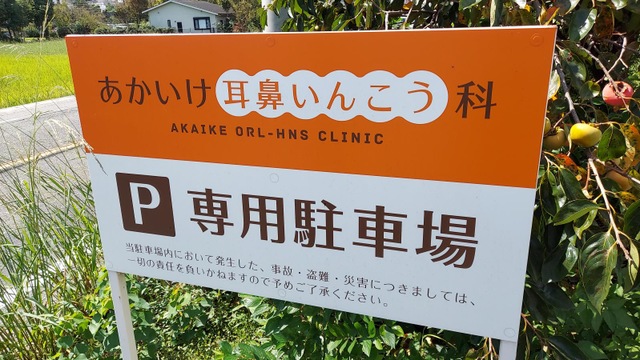 あかいけ耳鼻いんこう科
AKAIKE ORL-HNS CLINIC
P 専用駐車場
当駐車場内において発生した、事故・盗難・災害につきましては、
一切の責任を負いかねますので予めご了承ください。